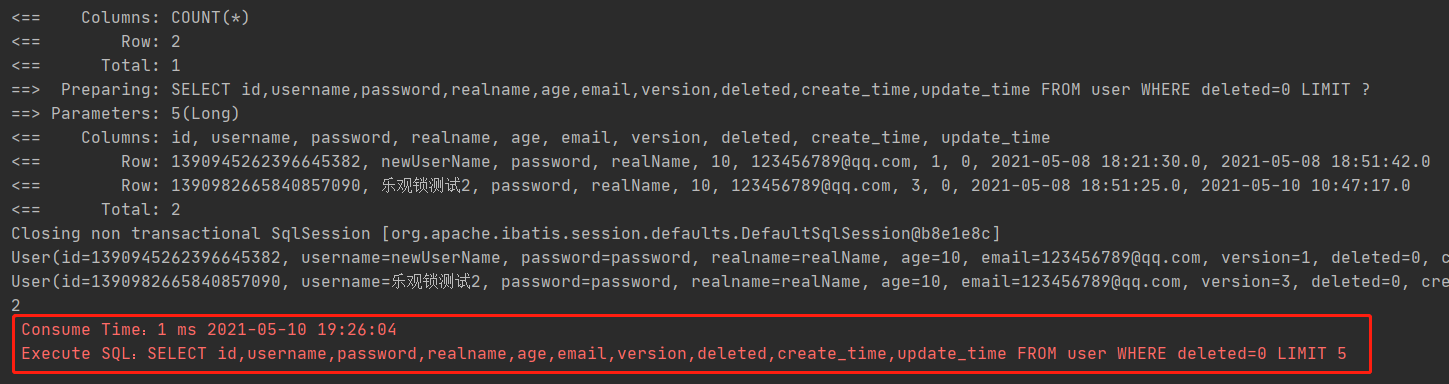 <==    Columns: COUNT(*)
<==        Row: 2
<==      Total: 1
==>  Preparing: SELECT id,username,password,realname,age,email,version,deleted,create_time,update_time FROM user WHERE deleted=0 LIMIT ?
==> Parameters: 5(Long)
<==    Columns: id, username, password, realname, age, email, version, deleted, create_time, update_time
<==        Row: 1390945262396645382, newUserName, password, realName, 10, 123456789@qq.com, 1, 0, 2021-05-08 18:21:30.0, 2021-05-08 18:51:42.0
<==        Row: 1390982665840857090, 乐观锁测试2, password, realName, 10, 123456789@qq.com, 3, 0, 2021-05-08 18:51:25.0, 2021-05-10 10:47:17.0
<==      Total: 2
Closing non transactional SqlSession [org.apache.ibatis.session.defaults.DefaultSqlSession@b8e1e8c]
User(id=1390945262396645382, username=newUserName, password=password, realname=realName, age=10, email=123456789@qq.com, version=1, deleted=0, c
User(id=1390982665840857090, username=乐观锁测试2, password=password, realname=realName, age=10, email=123456789@qq.com, version=3, deleted=0, cre
2
Consume Time：1 ms 2021-05-10 19:26:04
Execute SQL：SELECT id,username,password,realname,age,email,version,deleted,create_time,update_time FROM user WHERE deleted=0 LIMIT 5